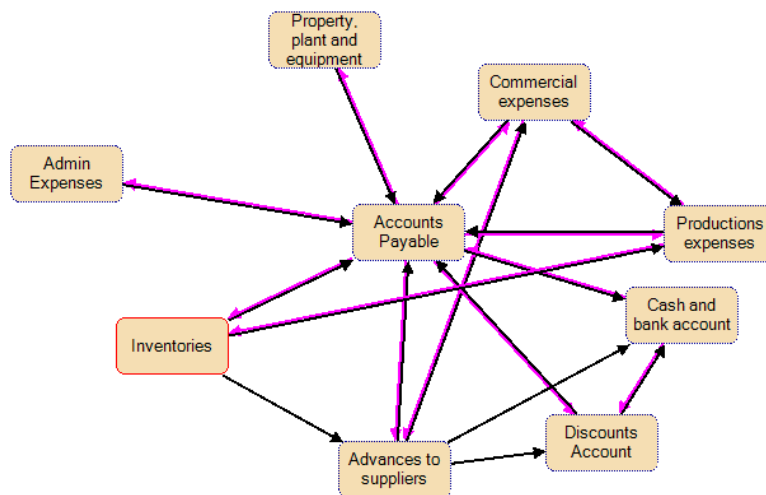 Property,
plant and
equipment
Commercial
expenses
Admin
Expenses
Accounts
Payable
Productions
expenses
Cash and
bank account
Inventories
Discounts
Account
Advances to
suppliers